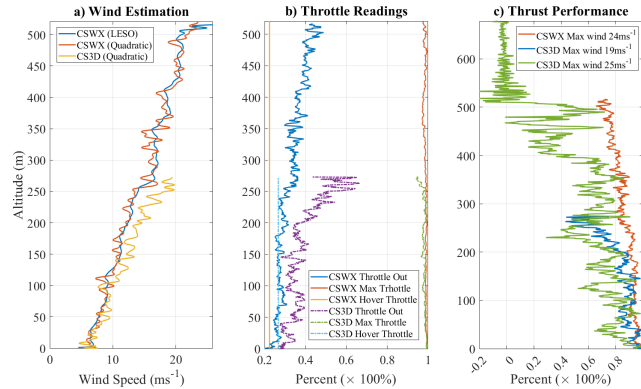 a) Wind Estimation
b) Throttle Readings
c) Thrust Performance
CSWX (LESO)
CSWX (Quadratic)
CS3D (Quadratic)
CSWX Throttle Out
CSWX Max Trhottle
CSWX Hover Throttle
CS3D Throttle Out
CS3D Max Throttle
CS3D Hover Throttle
CSWX Max wind 24ms⁻¹
CS3D Max wind 19ms⁻¹
CS3D Max wind 25ms⁻¹
Altitude (m)
500
450
400
350
300
250
200
150
100
50
0
0
10
20
Wind Speed (ms⁻¹)
500
450
400
350
300
250
200
150
100
50
0
0.2
0.4
0.6
0.8
1
Percent (× 100%)
600
500
400
300
200
100
0
-0.2
0
0.2
0.4
0.6
0.8
Percent (× 100%)